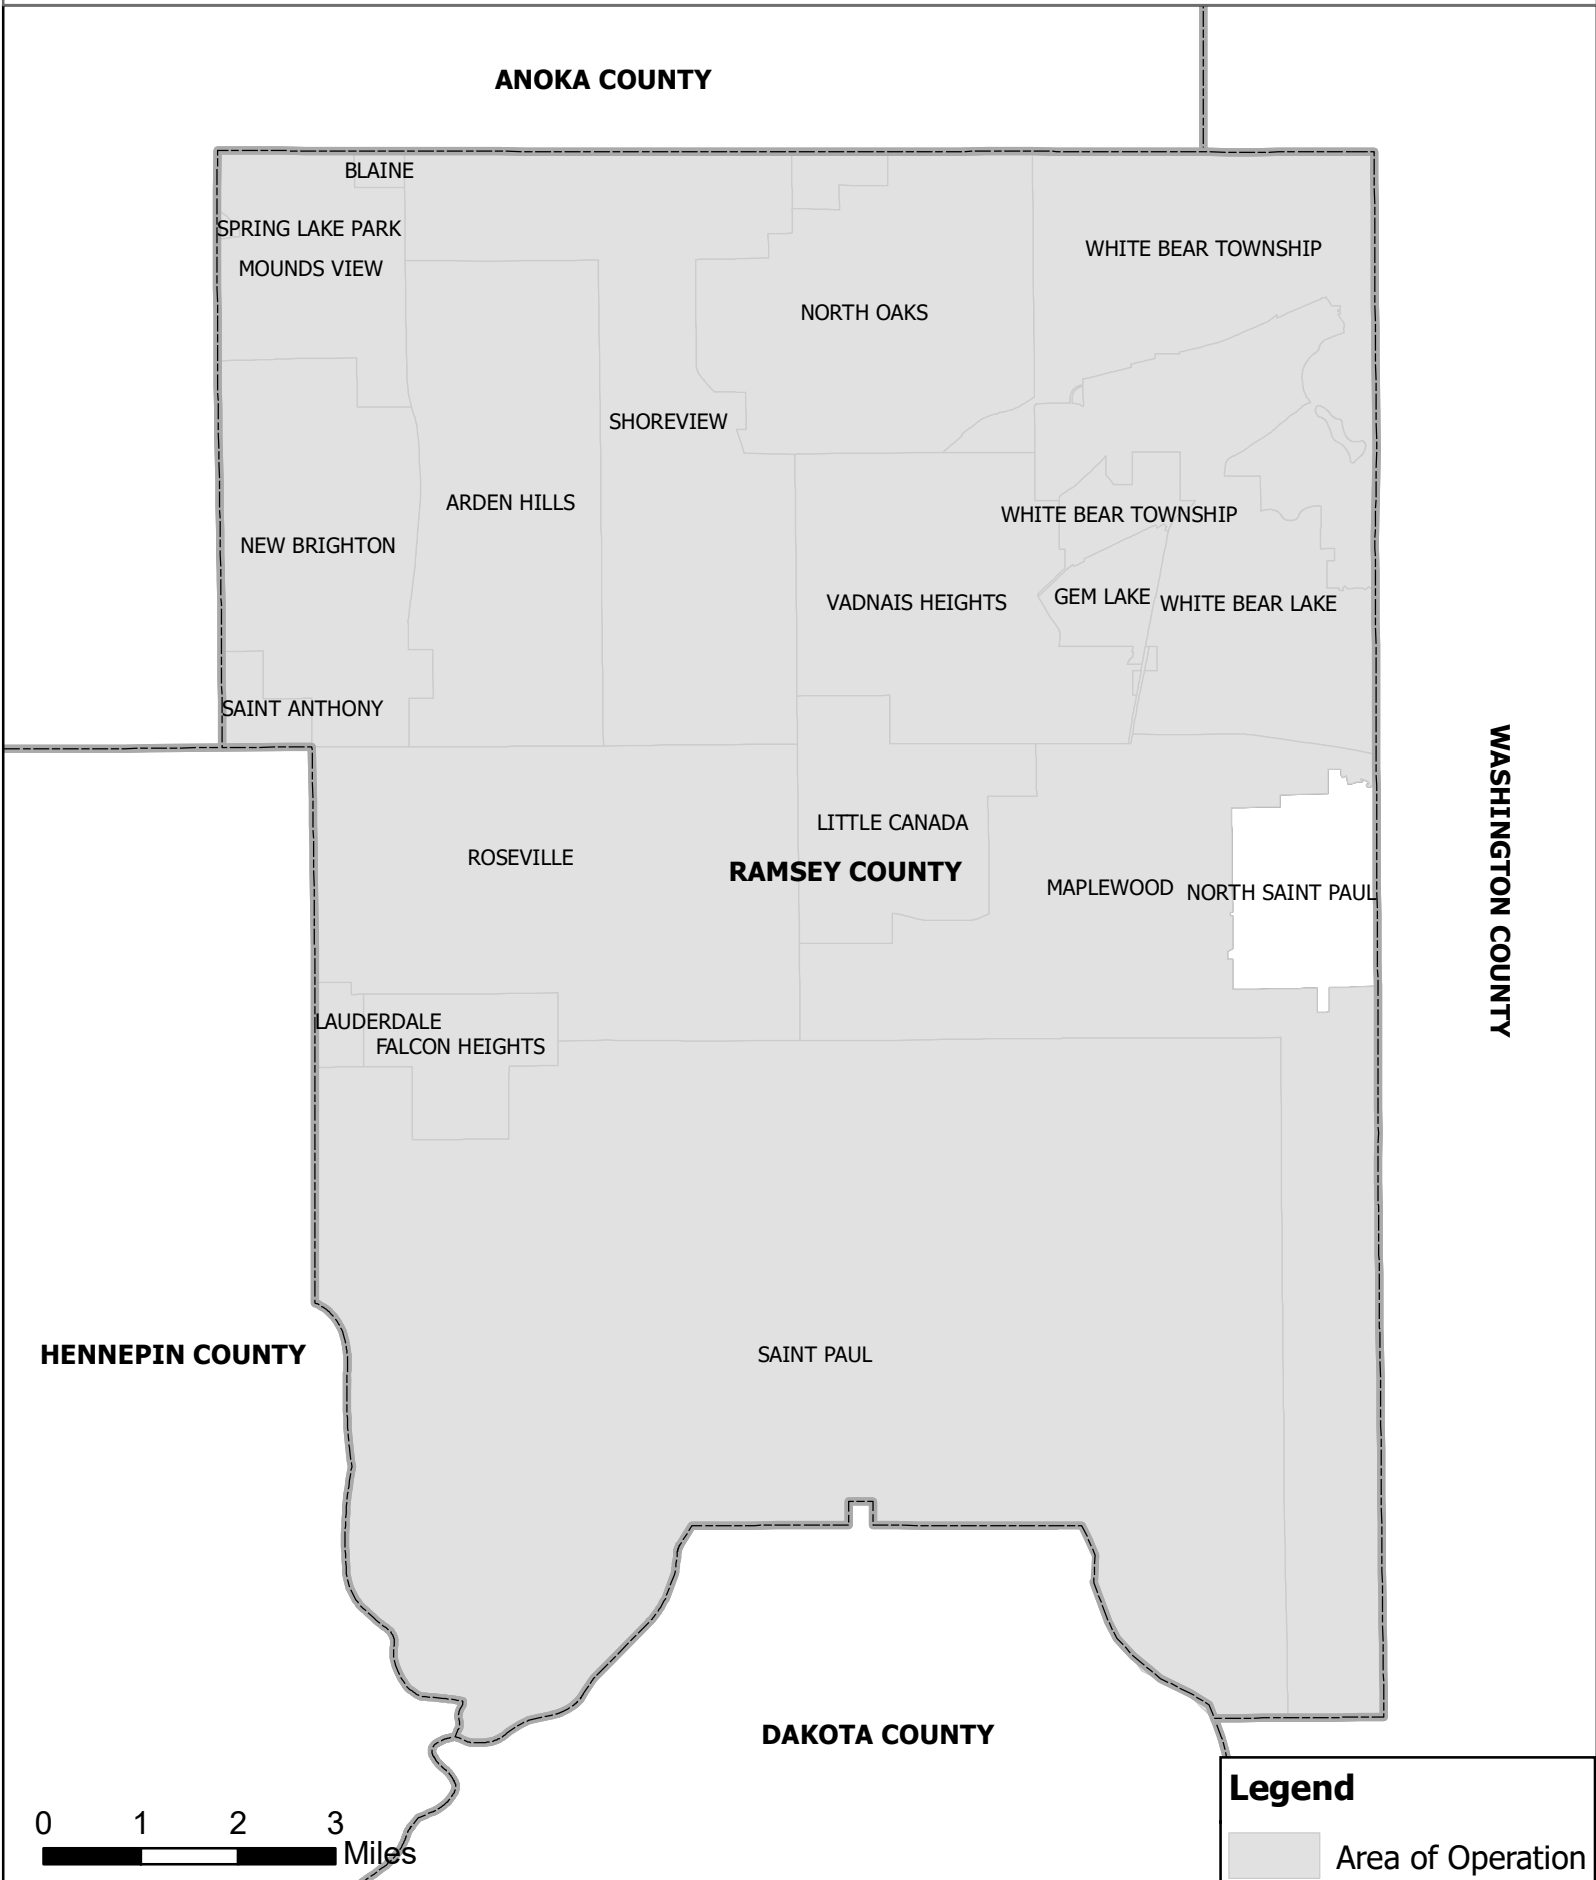 ANOKA COUNTY
BLAINE
SPRING LAKE PARK
MOUNDS VIEW
WHITE BEAR TOWNSHIP
NORTH OAKS
SHOREVIEW
ARDEN HILLS
WHITE BEAR TOWNSHIP
NEW BRIGHTON
VADNAIS HEIGHTS
GEM LAKE
WHITE BEAR LAKE
SAINT ANTHONY
WASHINGTON COUNTY
LITTLE CANADA
ROSEVILLE
RAMSEY COUNTY
MAPLEWOOD
NORTH SAINT PAUL
LAUDERDALE
FALCON HEIGHTS
HENNEPIN COUNTY
SAINT PAUL
DAKOTA COUNTY
Legend
Area of Operation
0 1 2 3
Miles